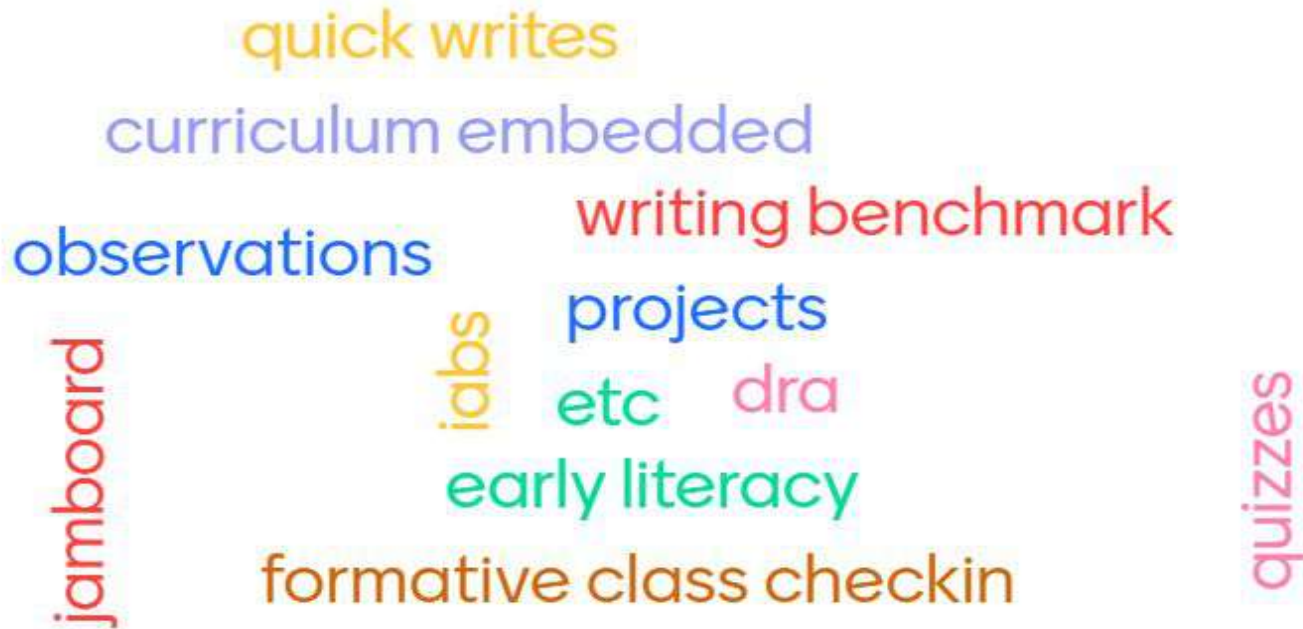 quick writes
curriculum embedded
writing benchmark
observations
projects
iabs
jamboard
etc
dra
quizzes
early literacy
formative class checkin